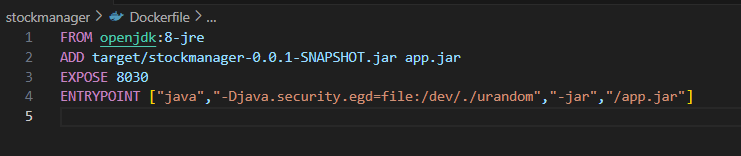 stockmanager > Dockerfile > ...
1 FROM openjdk:8-jre
2 ADD target/stockmanager-0.0.1-SNAPSHOT.jar app.jar
3 EXPOSE 8030
4 ENTRYPOINT ["java","-Djava.security.egd=file:/dev/./urandom","-jar","/app.jar"]
5